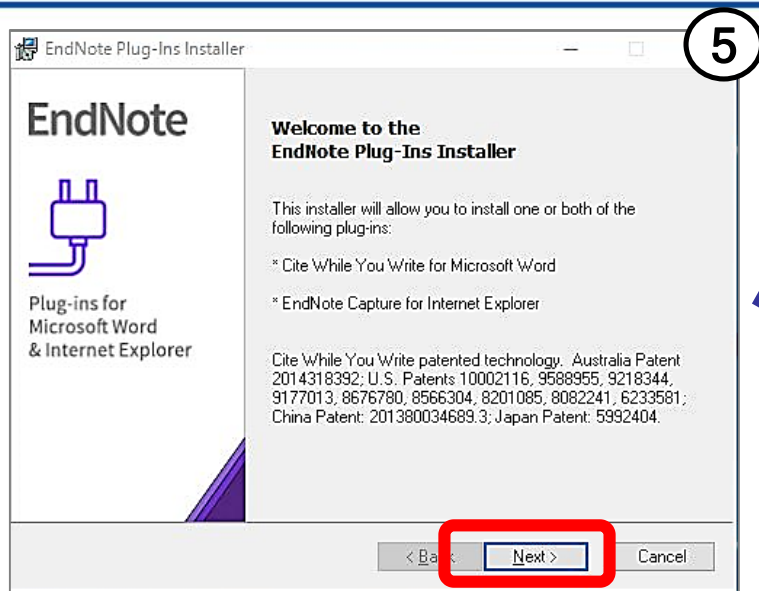 EndNote Plug-Ins Installer
5
EndNote
Plug-ins for
Microsoft Word
& Internet Explorer
Welcome to the
EndNote Plug-Ins Installer
This installer will allow you to install one or both of the
following plug-ins:
* Cite While You Write for Microsoft Word
* EndNote Capture for Internet Explorer
Cite While You Write patented technology. Australia Patent
2014318392; U.S. Patents 10002116, 9588955, 9218344,
9177013, 8676780, 8566304, 8201085, 8082241, 6233581;
China Patent: 201380034689.3; Japan Patent: 5992404.
< Back Next > Cancel